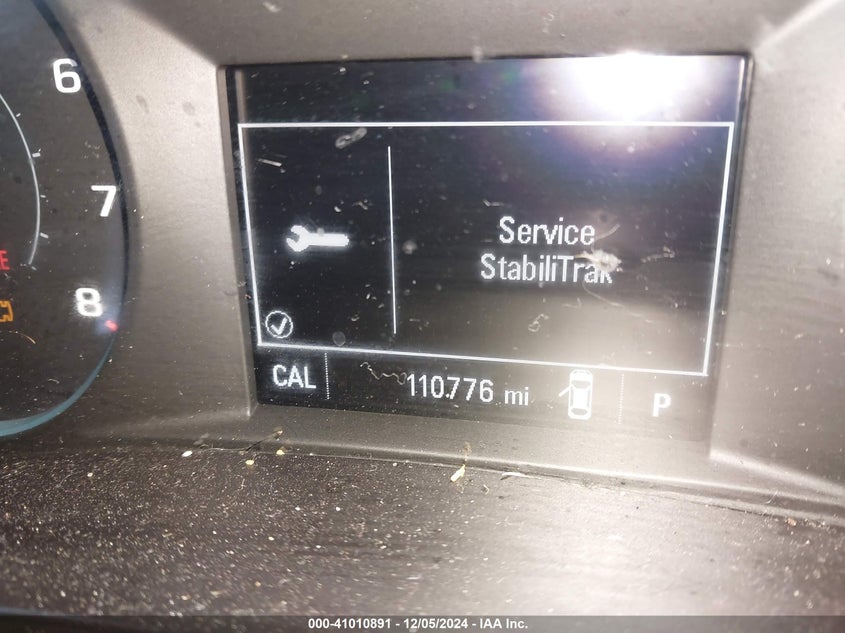 6
7
8
E
Service
StabiliTrak
CAL
110776 mi
P
000-41010891 - 12/05/2024 - IAA Inc.